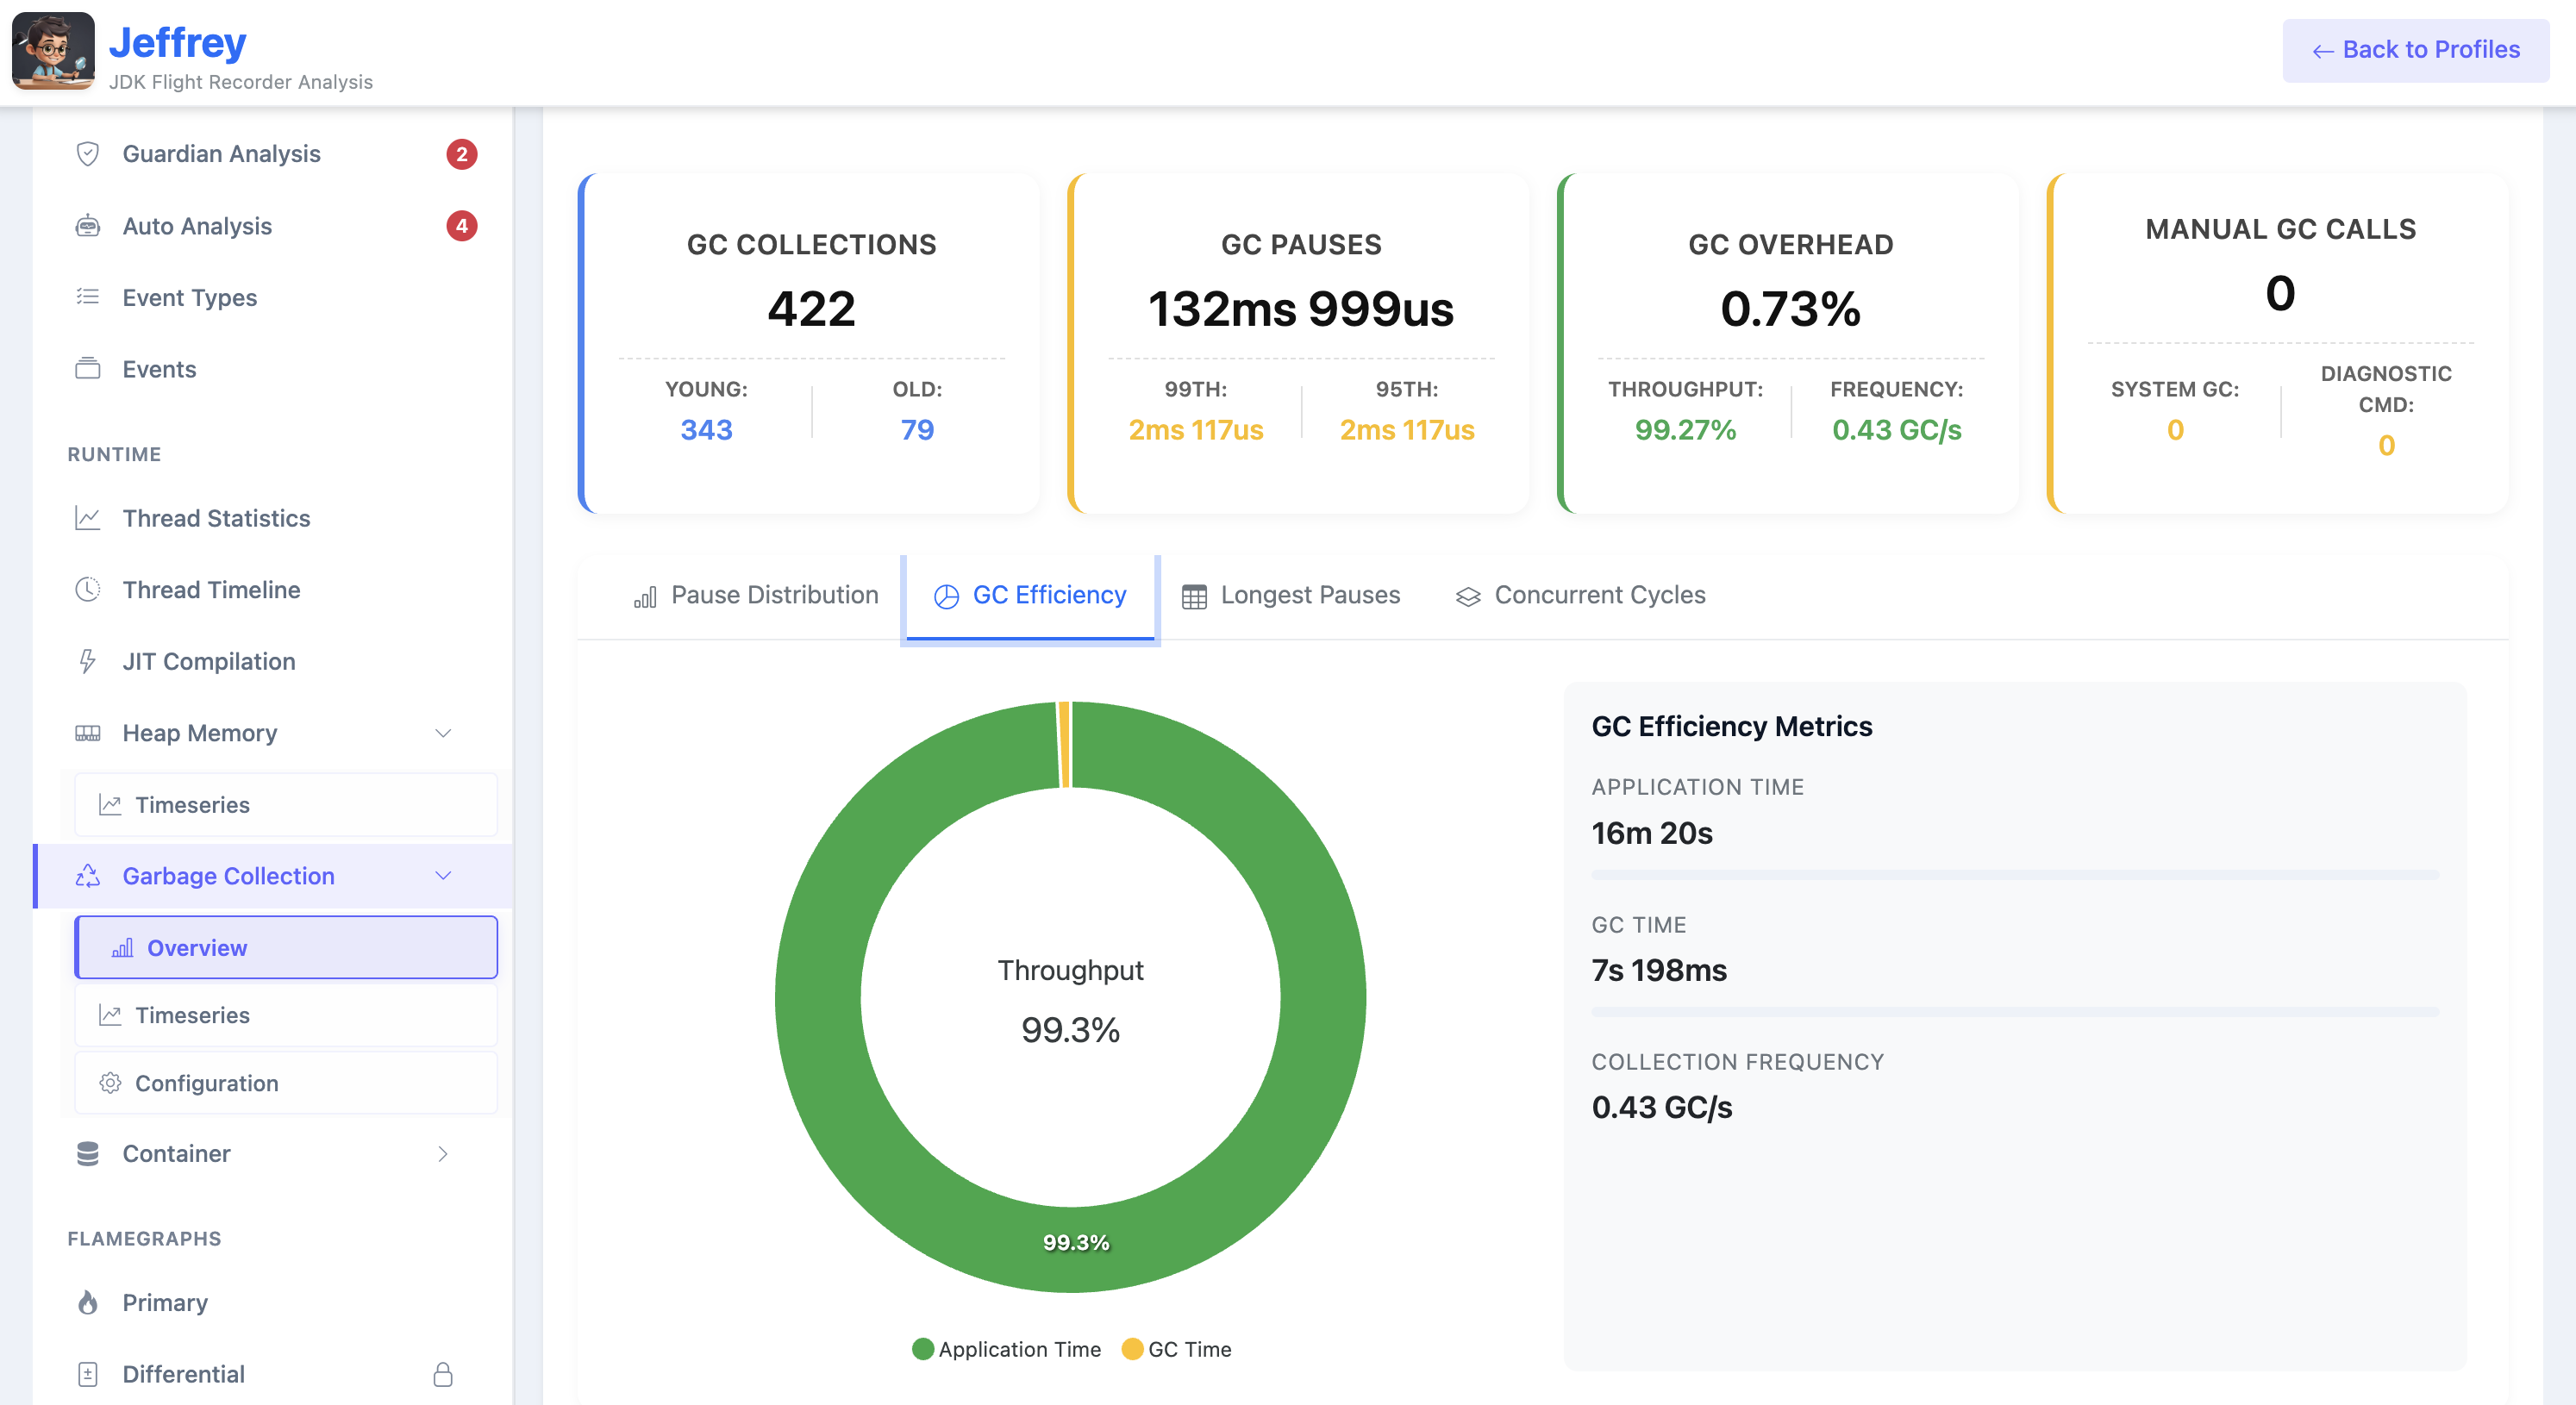 Jeffrey
JDK Flight Recorder Analysis
← Back to Profiles
Guardian Analysis 2
Auto Analysis 4
Event Types
Events
RUNTIME
Thread Statistics
Thread Timeline
JIT Compilation
Heap Memory
Timeseries
Garbage Collection
Overview
Timeseries
Configuration
Container
FLAMEGRAPHS
Primary
Differential
GC COLLECTIONS
422
YOUNG: OLD:
343 79
GC PAUSES
132ms 999us
99TH: 95TH:
2ms 117us 2ms 117us
GC OVERHEAD
0.73%
THROUGHPUT: FREQUENCY:
99.27% 0.43 GC/s
MANUAL GC CALLS
0
SYSTEM GC:
0
DIAGNOSTIC
CMD:
0
Pause Distribution GC Efficiency Longest Pauses Concurrent Cycles
Throughput
99.3%
99.3%
Application Time GC Time
GC Efficiency Metrics
APPLICATION TIME
16m 20s
GC TIME
7s 198ms
COLLECTION FREQUENCY
0.43 GC/s